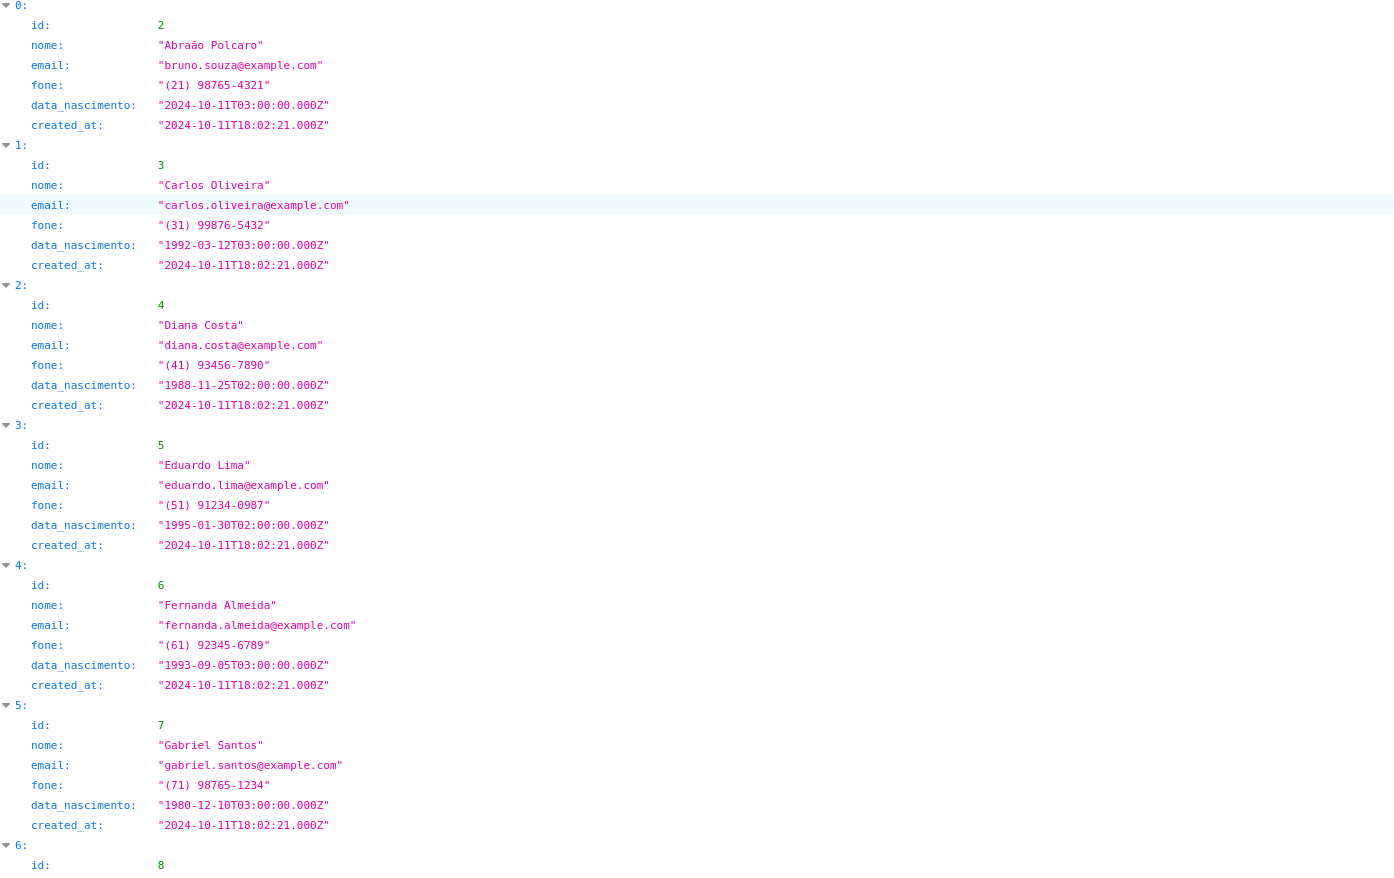 0:
id: 2
nome: "Abraão Polcaro"
email: "bruno.souza@example.com"
fone: "(21) 98765-4321"
data_nascimento: "2024-10-11T03:00:00.000Z"
created_at: "2024-10-11T18:02:21.000Z"
1:
id: 3
nome: "Carlos Oliveira"
email: "carlos.oliveira@example.com"
fone: "(31) 99876-5432"
data_nascimento: "1992-03-12T03:00:00.000Z"
created_at: "2024-10-11T18:02:21.000Z"
2:
id: 4
nome: "Diana Costa"
email: "diana.costa@example.com"
fone: "(41) 93456-7890"
data_nascimento: "1988-11-25T02:00:00.000Z"
created_at: "2024-10-11T18:02:21.000Z"
3:
id: 5
nome: "Eduardo Lima"
email: "eduardo.lima@example.com"
fone: "(51) 91234-0987"
data_nascimento: "1995-01-30T02:00:00.000Z"
created_at: "2024-10-11T18:02:21.000Z"
4:
id: 6
nome: "Fernanda Almeida"
email: "fernanda.almeida@example.com"
fone: "(61) 92345-6789"
data_nascimento: "1993-09-05T03:00:00.000Z"
created_at: "2024-10-11T18:02:21.000Z"
5:
id: 7
nome: "Gabriel Santos"
email: "gabriel.santos@example.com"
fone: "(71) 98765-1234"
data_nascimento: "1980-12-10T03:00:00.000Z"
created_at: "2024-10-11T18:02:21.000Z"
6:
id: 8